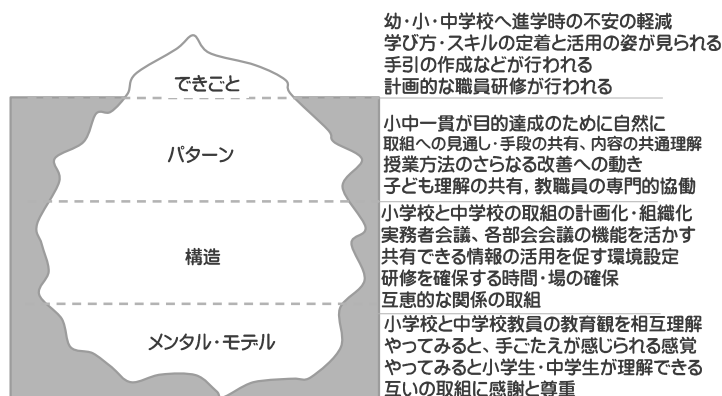 幼・小・中学校へ進学時の不安の軽減
学び方・スキルの定着と活用の姿が見られる
手引の作成などが行われる
計画的な職員研修が行われる
できごと
小中一貫が目的達成のために自然に
取組への見通し・手段の共有、内容の共通理解
授業方法のさらなる改善への動き
子ども理解の共有，教職員の専門的協働
パターン
小学校と中学校の取組の計画化・組織化
実務者会議、各部会会議の機能を活かす
共有できる情報の活用を促す環境設定
研修を確保する時間・場の確保
互恵的な関係の取組
構造
小学校と中学校教員の教育観を相互理解
やってみると、手ごたえが感じられる感覚
やってみると小学生・中学生が理解できる
互いの取組に感謝と尊重
メンタル・モデル